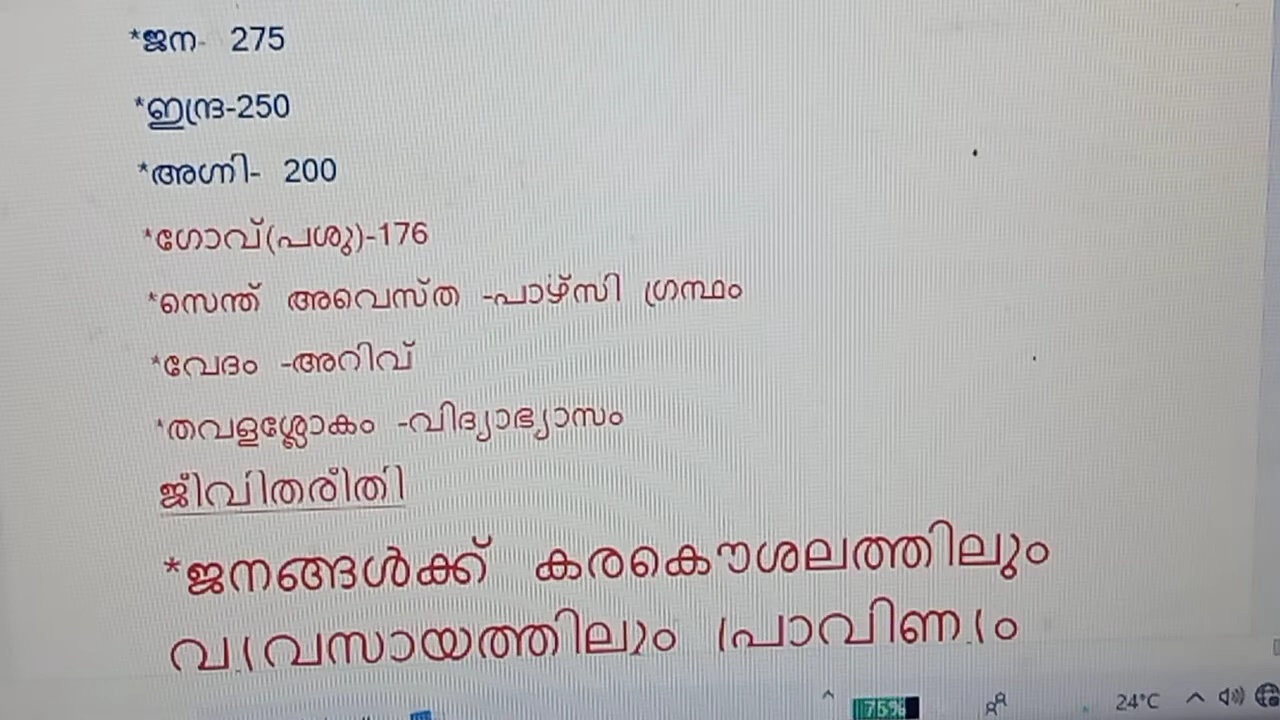 *ജന- 275
*ഇന്ദ്ര-250
*അഗ്നി- 200
*ഗോവ്(പശു)-176
*സെന്ത് അവെസ്ത -പാഴ്സി ഗ്രന്ഥം
*വേദം -അറിവ്
*തവളശ്ലോകം -വിദ്യാഭ്യാസം
ജീവിതരീതി
*ജനങ്ങൾക്ക് കരകൌശലത്തിലും
വ്യവസായത്തിലും പ്രാവിണ്യം
75%
24°C